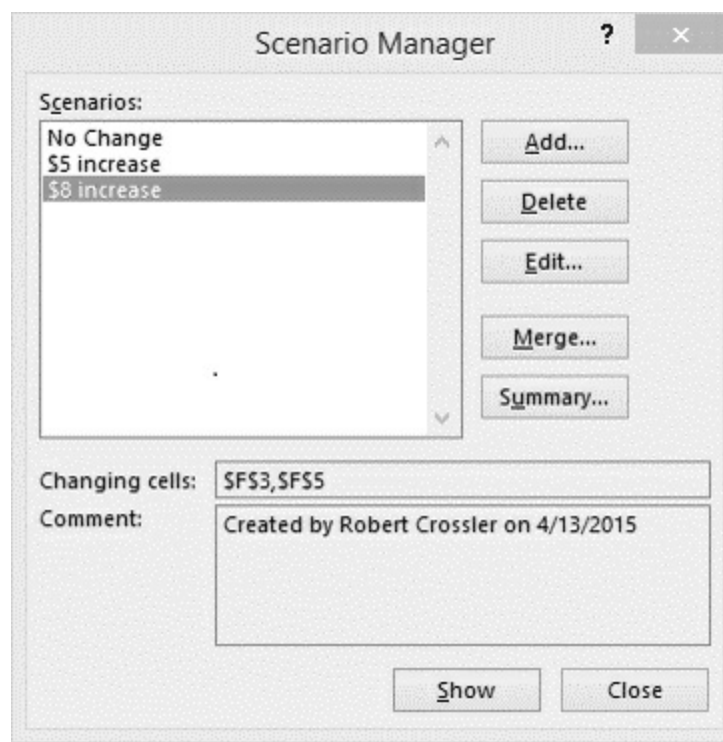 Scenario Manager
?
×
Scenarios:
No Change
$5 increase
$8 increase
Add...
Delete
Edit...
Merge...
Summary...
Changing cells:
$F$3,$F$5
Comment:
Created by Robert Crossler on 4/13/2015
Show
Close